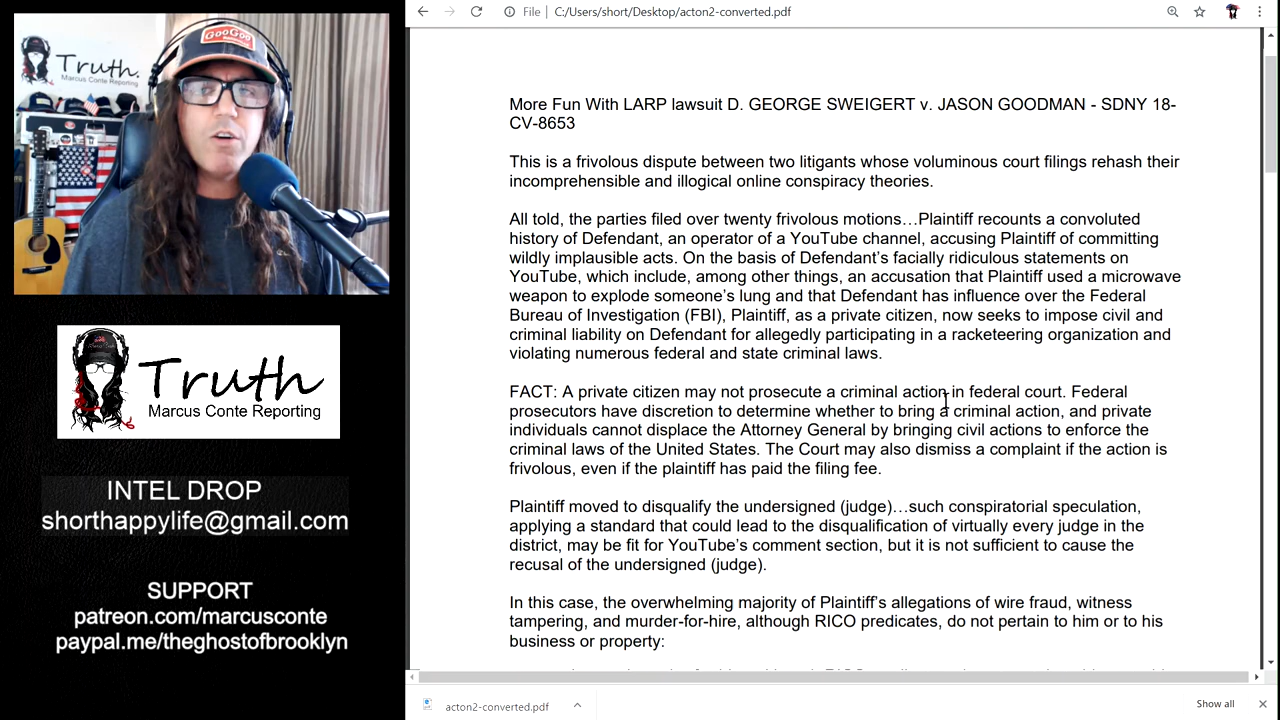 GOOGOO
Truth.
Marcus Conte Reporting
Truth
Marcus Conte Reporting
INTEL DROP
shorthappylife@gmail.com
SUPPORT
patreon.com/marcusconte
paypal.me/theghostofbrooklyn
File | C:/Users/short/Desktop/acton2-converted.pdf
More Fun With LARP lawsuit D. GEORGE SWEIGERT v. JASON GOODMAN - SDNY 18-
CV-8653
This is a frivolous dispute between two litigants whose voluminous court filings rehash their
incomprehensible and illogical online conspiracy theories.
All told, the parties filed over twenty frivolous motions…Plaintiff recounts a convoluted
history of Defendant, an operator of a YouTube channel, accusing Plaintiff of committing
wildly implausible acts. On the basis of Defendant’s facially ridiculous statements on
YouTube, which include, among other things, an accusation that Plaintiff used a microwave
weapon to explode someone’s lung and that Defendant has influence over the Federal
Bureau of Investigation (FBI), Plaintiff, as a private citizen, now seeks to impose civil and
criminal liability on Defendant for allegedly participating in a racketeering organization and
violating numerous federal and state criminal laws.
FACT: A private citizen may not prosecute a criminal action in federal court. Federal
prosecutors have discretion to determine whether to bring a criminal action, and private
individuals cannot displace the Attorney General by bringing civil actions to enforce the
criminal laws of the United States. The Court may also dismiss a complaint if the action is
frivolous, even if the plaintiff has paid the filing fee.
Plaintiff moved to disqualify the undersigned (judge)…such conspiratorial speculation,
applying a standard that could lead to the disqualification of virtually every judge in the
district, may be fit for YouTube’s comment section, but it is not sufficient to cause the
recusal of the undersigned (judge).
In this case, the overwhelming majority of Plaintiff’s allegations of wire fraud, witness
tampering, and murder-for-hire, although RICO predicates, do not pertain to him or to his
business or property:
acton2-converted.pdf
Show all